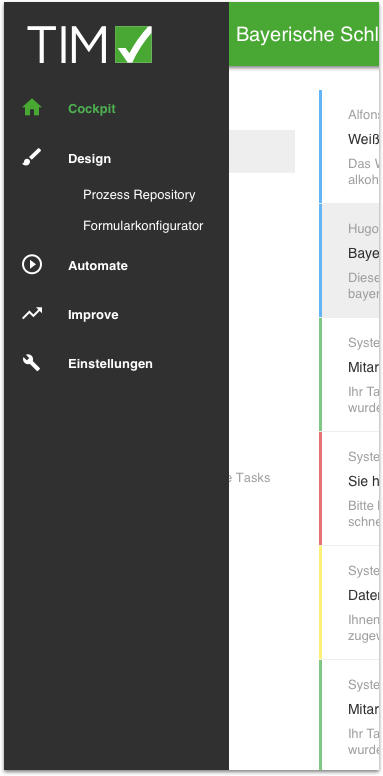 TIM
Cockpit
Design
Prozess Repository
Formularkonfigurator
Automate
Improve
Einstellungen
Bayerische Schl
Tasks
Alfons
Weiß
Das W
alkoh
Hugo
Baye
Diese
bayer
Syste
Mitar
Ihr Ta
wurde
Syste
Sie h
Bitte
schne
Syste
Daten
Ihnen
zugew
Syste
Mitar
Ihr Ta
wurde